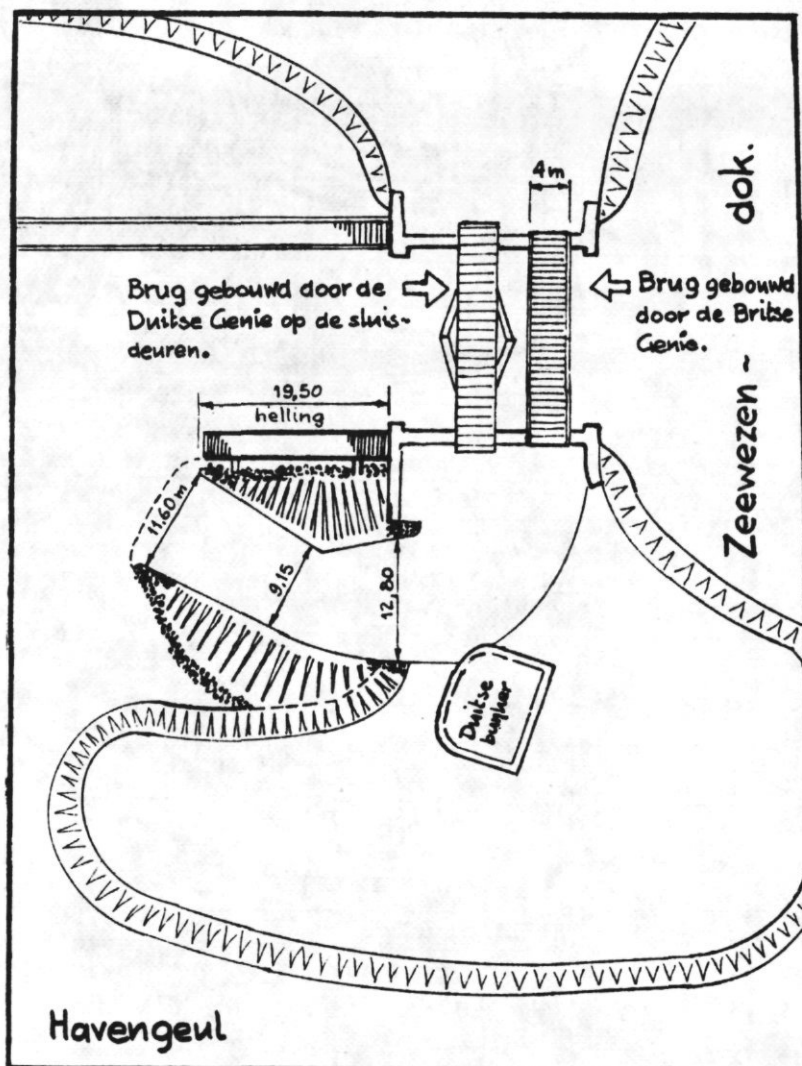 4m
dok.
Zeewezen -
Brug gebouwd door de
Duitse Genie op de sluis-
deuren.
Brug gebouwd
door de Britse
Genie.
19,50
helling
11,60 m
9,15
12,80
Duitse
bunker
Havengeul